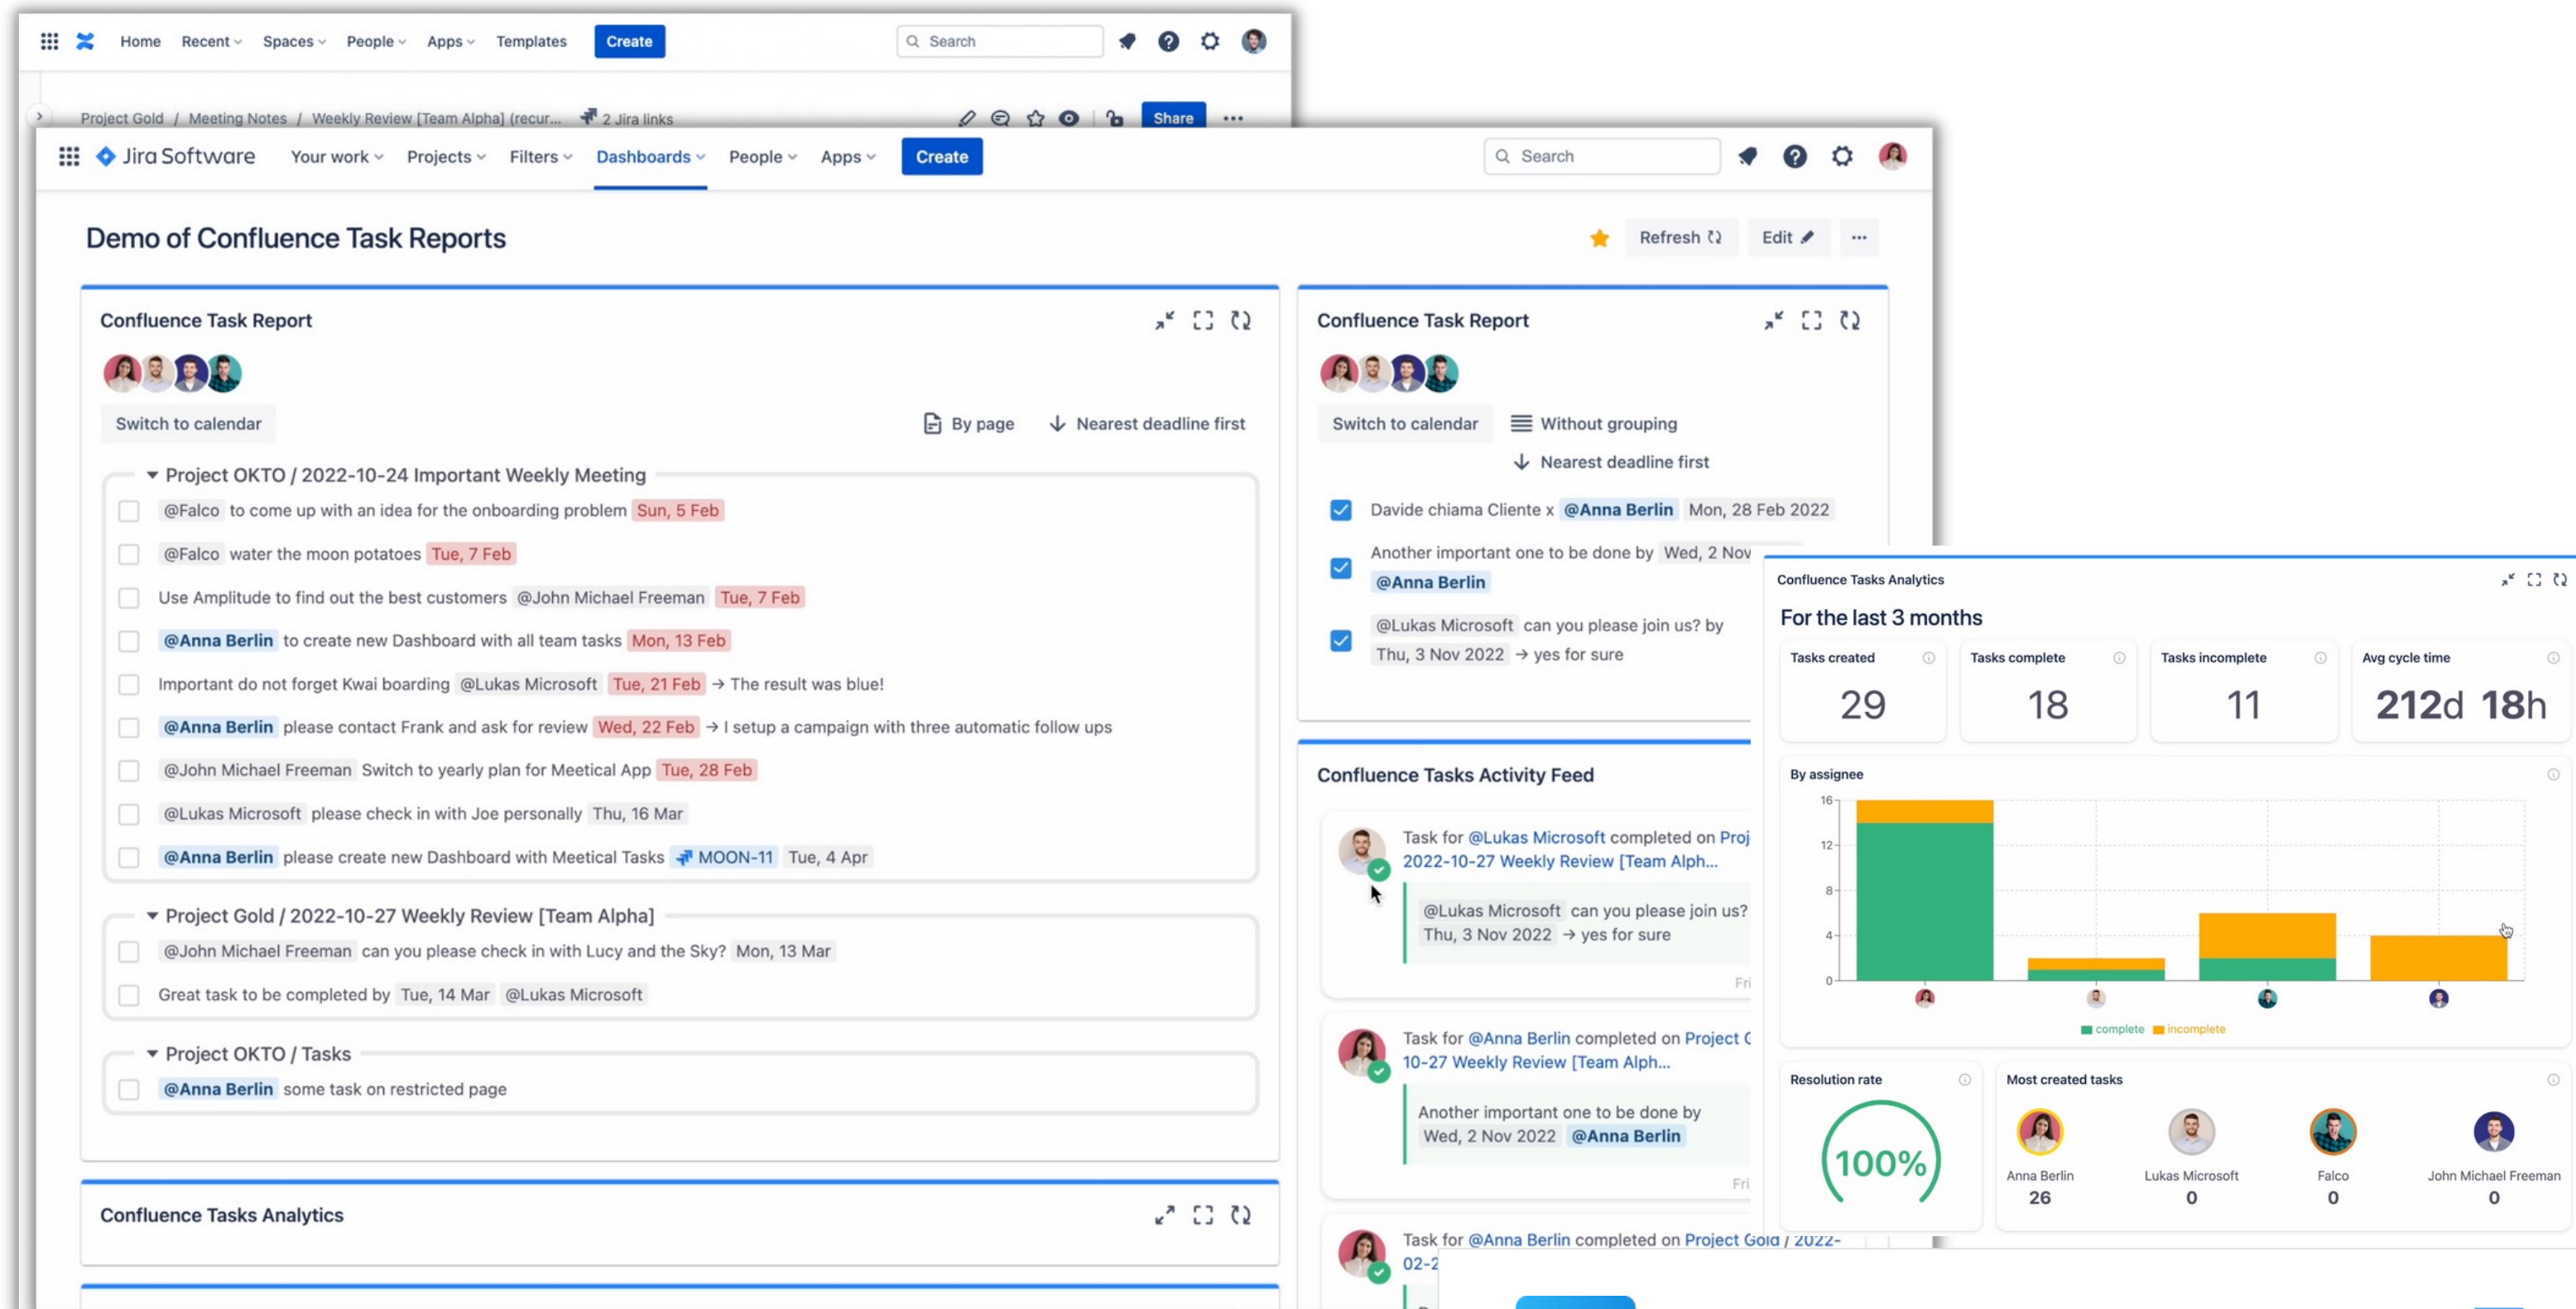 Home Recent Spaces People Apps Templates Create Search
Project Gold / Meeting Notes / Weekly Review [Team Alpha] (recur... 2 Jira links Share
Jira Software Your work Projects Filters Dashboards People Apps Create Search
Demo of Confluence Task Reports
Refresh Edit
Confluence Task Report
Switch to calendar By page Nearest deadline first
Project OKTO / 2022-10-24 Important Weekly Meeting
@Falco to come up with an idea for the onboarding problem Sun, 5 Feb
@Falco water the moon potatoes Tue, 7 Feb
Use Amplitude to find out the best customers @John Michael Freeman Tue, 7 Feb
@Anna Berlin to create new Dashboard with all team tasks Mon, 13 Feb
Important do not forget Kwai boarding @Lukas Microsoft Tue, 21 Feb → The result was blue!
@Anna Berlin please contact Frank and ask for review Wed, 22 Feb → I setup a campaign with three automatic follow ups
@John Michael Freeman Switch to yearly plan for Meetical App Tue, 28 Feb
@Lukas Microsoft please check in with Joe personally Thu, 16 Mar
@Anna Berlin please create new Dashboard with Meetical Tasks MOON-11 Tue, 4 Apr
Project Gold / 2022-10-27 Weekly Review [Team Alpha]
@John Michael Freeman can you please check in with Lucy and the Sky? Mon, 13 Mar
Great task to be completed by Tue, 14 Mar @Lukas Microsoft
Project OKTO / Tasks
@Anna Berlin some task on restricted page
Confluence Tasks Analytics
Confluence Task Report
Switch to calendar Without grouping
Nearest deadline first
Davide chiama Cliente x @Anna Berlin Mon, 28 Feb 2022
Another important one to be done by Wed, 2 Nov
@Anna Berlin
@Lukas Microsoft can you please join us? by
Thu, 3 Nov 2022 → yes for sure
Confluence Tasks Activity Feed
Task for @Lukas Microsoft completed on Proj
2022-10-27 Weekly Review [Team Alph...
@Lukas Microsoft can you please join us?
Thu, 3 Nov 2022 → yes for sure
Fri
Task for @Anna Berlin completed on Project
10-27 Weekly Review [Team Alph...
Another important one to be done by
Wed, 2 Nov 2022 @Anna Berlin
Fri
Task for @Anna Berlin completed on Project Gold / 2022-
02-2
Confluence Tasks Analytics
For the last 3 months
Tasks created Tasks complete Tasks incomplete Avg cycle time
29 18 11 212d 18h
By assignee
16
12
8
4
0
complete incomplete
Resolution rate Most created tasks
100%
Anna Berlin Lukas Microsoft Falco John Michael Freeman
26 0 0 0